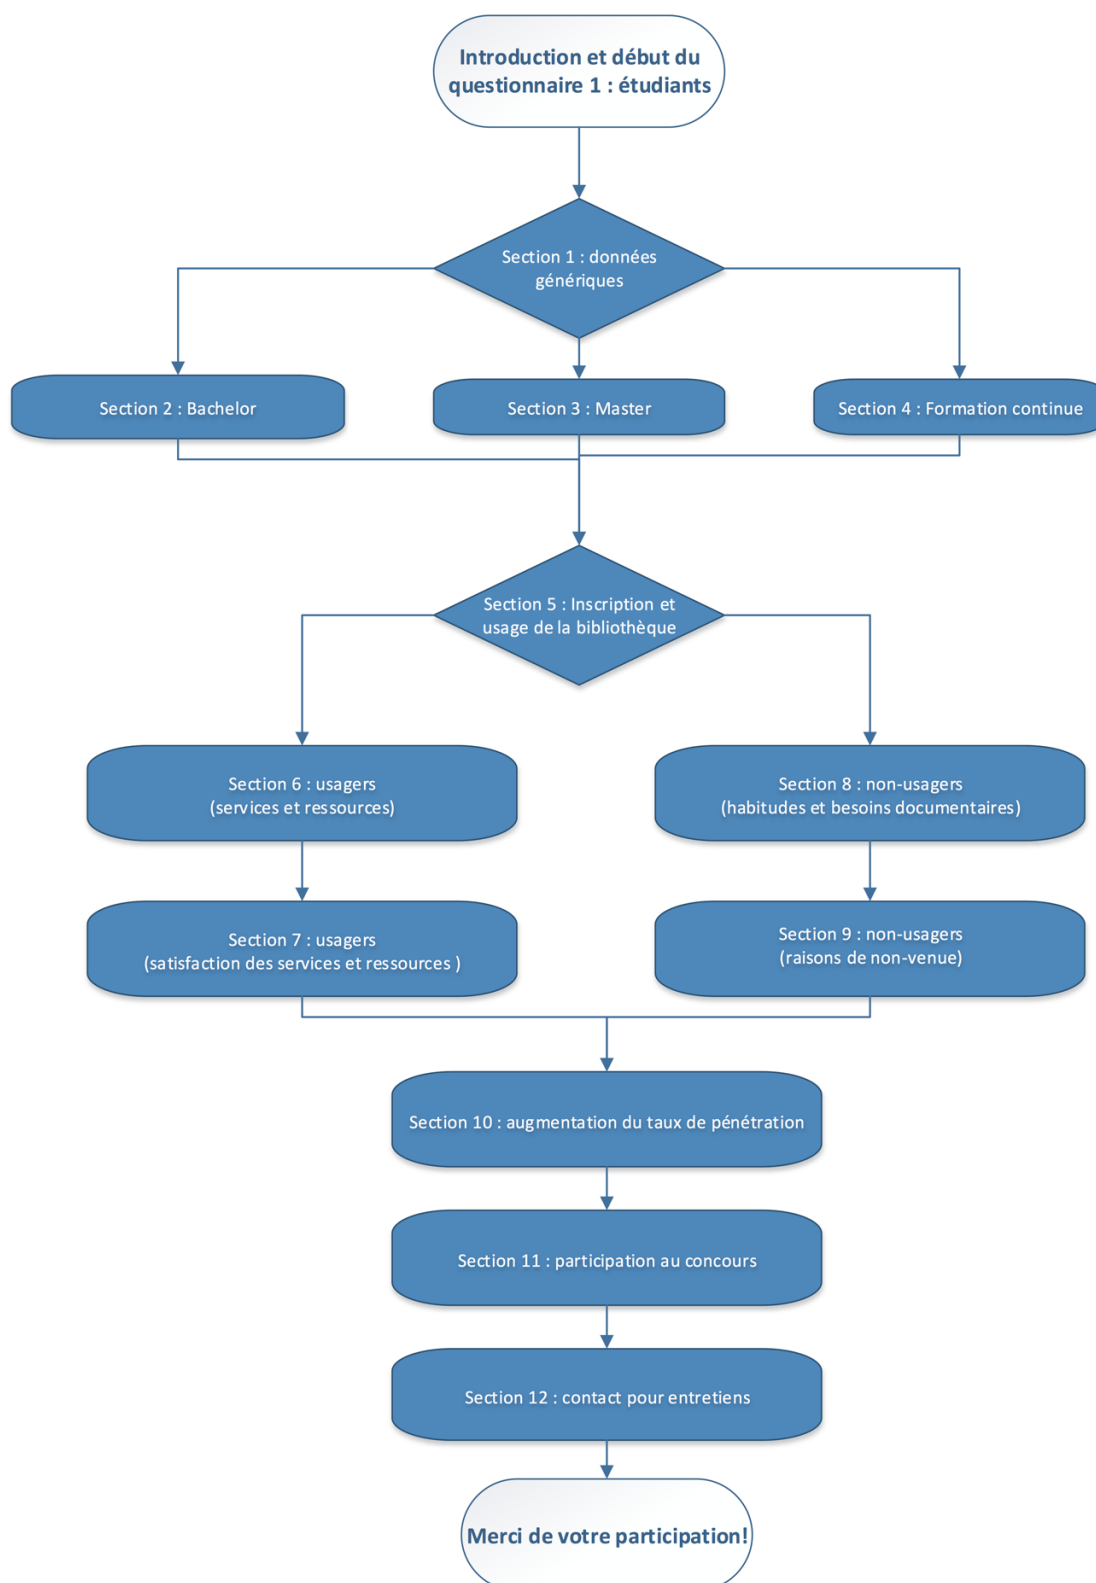 Introduction et début du
questionnaire 1 : étudiants
Section 1 : données
génériques
Section 2 : Bachelor
Section 3 : Master
Section 4 : Formation continue
Section 5 : Inscription et
usage de la bibliothèque
Section 6 : usagers
(services et ressources)
Section 8 : non-usagers
(habitudes et besoins documentaires)
Section 7 : usagers
(satisfaction des services et ressources )
Section 9 : non-usagers
(raisons de non-venue)
Section 10 : augmentation du taux de pénétration
Section 11 : participation au concours
Section 12 : contact pour entretiens
Merci de votre participation!